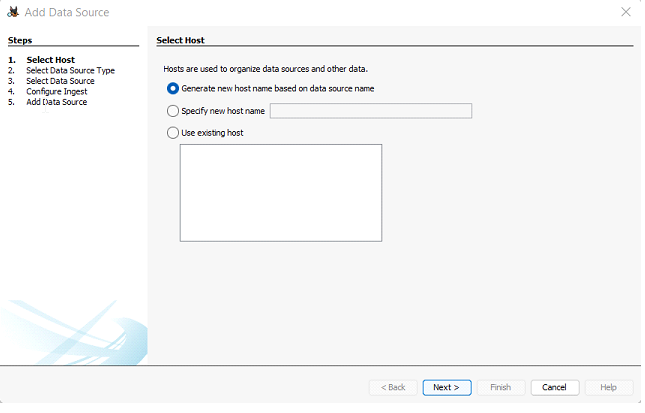 Add Data Source
Steps
1. Select Host
2. Select Data Source Type
3. Select Data Source
4. Configure Ingest
5. Add Data Source
Select Host
Hosts are used to organize data sources and other data.
Generate new host name based on data source name
Specify new host name
Use existing host
< Back
Next >
Finish
Cancel
Help